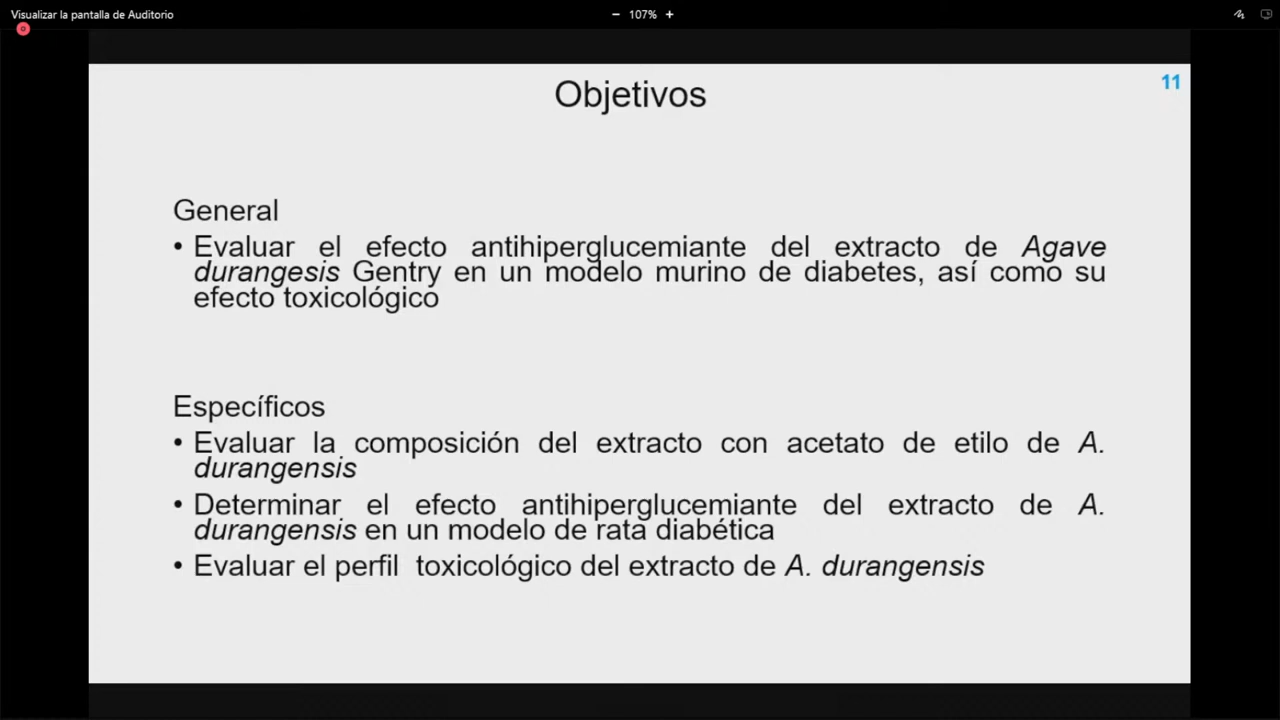 Visualizar la pantalla de Auditorio
− 107% +
11
Objetivos
General
• Evaluar el efecto antihiperglucemiante del extracto de Agave
durangesis Gentry en un modelo murino de diabetes, así como su
efecto toxicológico
Específicos
• Evaluar la composición del extracto con acetato de etilo de A.
durangensis
• Determinar el efecto antihiperglucemiante del extracto de A.
durangensis en un modelo de rata diabética
• Evaluar el perfil toxicológico del extracto de A. durangensis